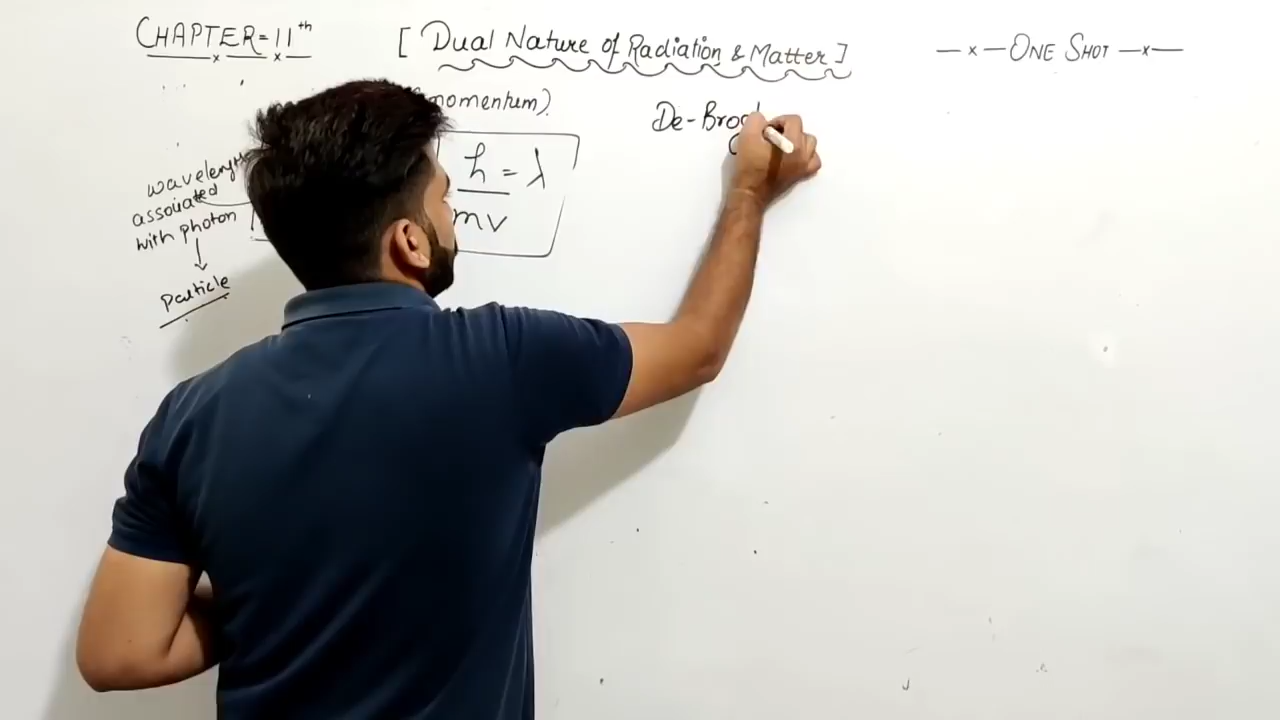 CHAPTER=11th [Dual Nature of Radiation & Matter] —x—ONE SHOT—x—
momentum).
De-Brog
wavelength
associated
with photon
↓
Particle
h = λ
mv